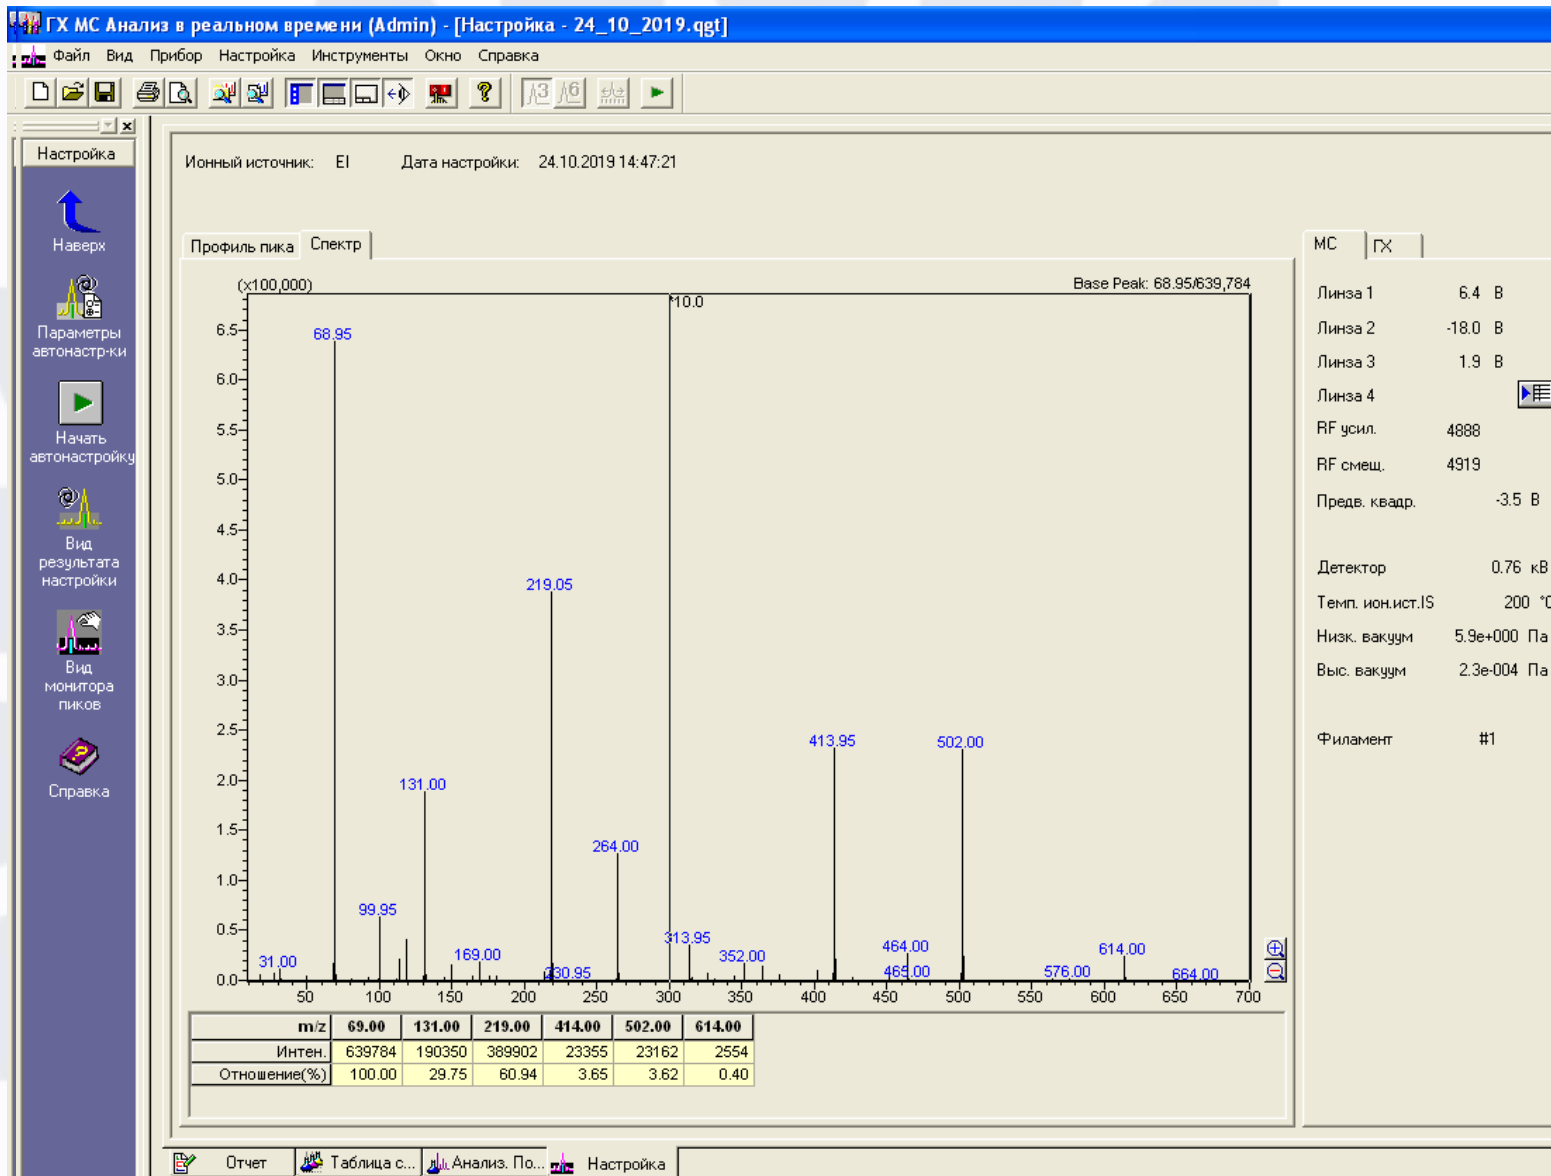 ГХ МС Анализ в реальном времени (Admin) - [Настройка - 24_10_2019.qgt]
Файл Вид Прибор Настройка Инструменты Окно Справка
Настройка
Наверх
Параметры
автонастр-ки
Начать
автонастройку
Вид
результата
настройки
Вид
монитора
пиков
Справка
Ионный источник: EI Дата настройки: 24.10.2019 14:47:21
Профиль пика Спектр
(x100,000) Base Peak: 68.95/639,784
*10.0
6.5
6.0
5.5
5.0
4.5
4.0
3.5
3.0
2.5
2.0
1.5
1.0
0.5
0.0
68.95
219.05
413.95 502.00
131.00
264.00
99.95
313.95
31.00 169.00 352.00 464.00 614.00
230.95 465.00 576.00 664.00
50 100 150 200 250 300 350 400 450 500 550 600 650 700
m/z 69.00 131.00 219.00 414.00 502.00 614.00
Интен. 639784 190350 389902 23355 23162 2554
Отношение(%) 100.00 29.75 60.94 3.65 3.62 0.40
МС ГХ
Линза 1 6.4 В
Линза 2 -18.0 В
Линза 3 1.9 В
Линза 4
RF усил. 4888
RF смещ. 4919
Предв. квадр. -3.5 В
Детектор 0.76 кВ
Темп. ион.ист.IS 200 °C
Низк. вакуум 5.9e+000 Па
Выс. вакуум 2.3e-004 Па
Филамент #1
Отчет Таблица с... Анализ. По... Настройка